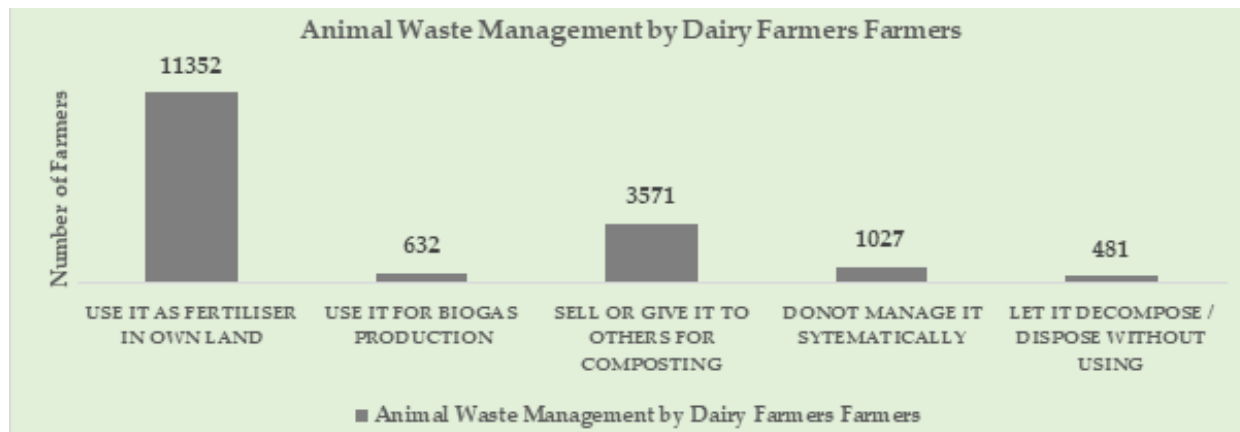 Animal Waste Management by Dairy Farmers Farmers
11352
3571
1027
632
481
Number of Farmers
USE IT AS FERTILISER
IN OWN LAND
USE IT FOR BIOGAS
PRODUCTION
SELL OR GIVE IT TO
OTHERS FOR
COMPOSTING
DONOT MANAGE IT
SYTEMATICALLY
LET IT DECOMPOSE /
DISPOSE WITHOUT
USING
Animal Waste Management by Dairy Farmers Farmers